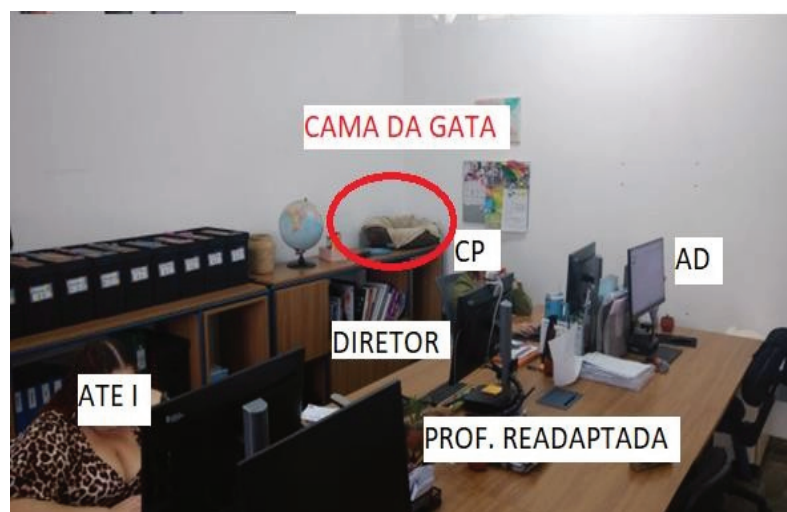 CAMA DA GATA
CP
AD
DIRETOR
ATE I
PROF. READAPTADA